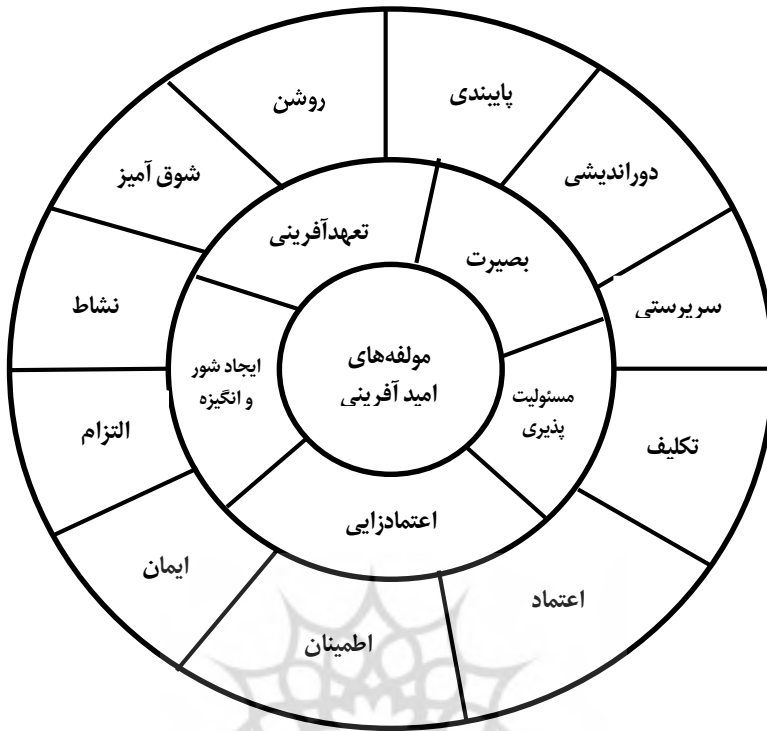 روشن
پایبندی
شوق آمیز
دوراندیشی
تعهدآفرینی
بصیرت
نشاط
سرپرستی
ایجاد شور
و انگیزه
مولفه‌های
امید آفرینی
مسئولیت
پذیری
التزام
تکلیف
اعتمادزایی
ایمان
اعتماد
اطمینان